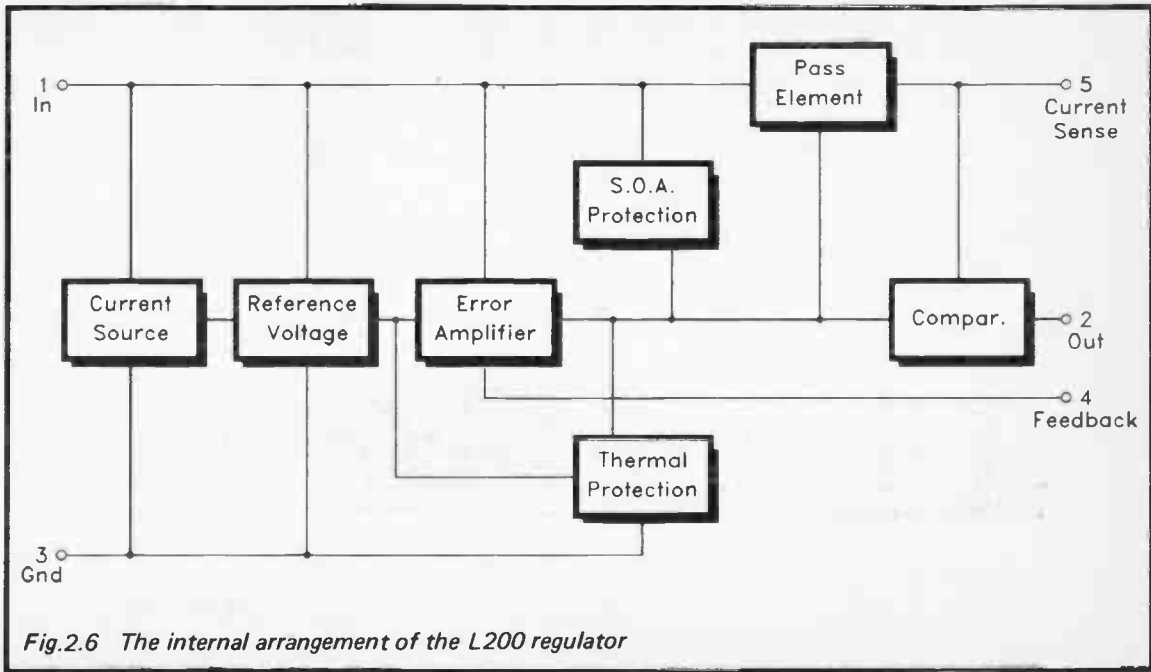 Pass
Element
1
In
5
Current
Sense
S.O.A.
Protection
Current
Source
Reference
Voltage
Error
Amplifier
Compar.
2
Out
4
Feedback
Thermal
Protection
3
Gnd
Fig.2.6 The internal arrangement of the L200 regulator